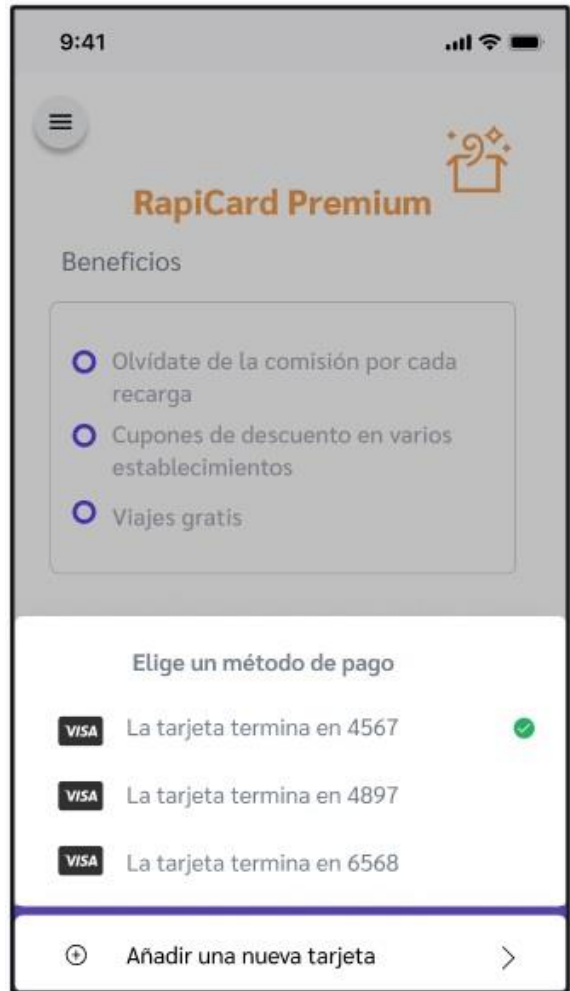 9:41
RapiCard Premium
Beneficios
Olvídate de la comisión por cada
recarga
Cupones de descuento en varios
establecimientos
Viajes gratis
Elige un método de pago
VISA La tarjeta termina en 4567
VISA La tarjeta termina en 4897
VISA La tarjeta termina en 6568
Añadir una nueva tarjeta